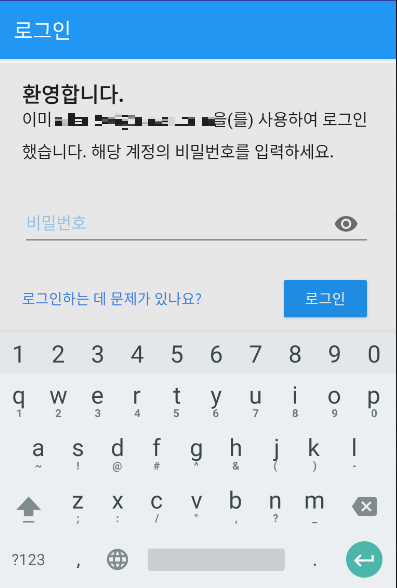 로그인
환영합니다.
이미 을(를) 사용하여 로그인
했습니다. 해당 계정의 비밀번호를 입력하세요.
비밀번호
로그인하는 데 문제가 있나요? 로그인
1 2 3 4 5 6 7 8 9 0
q w e r t y u i o p
1 2 3 4 5 6 7 8 9 0
a s d f g h j k l
~ ! @ # ^ & ( ) -
z x c v b n m
; : / " , ? _
?123 , .